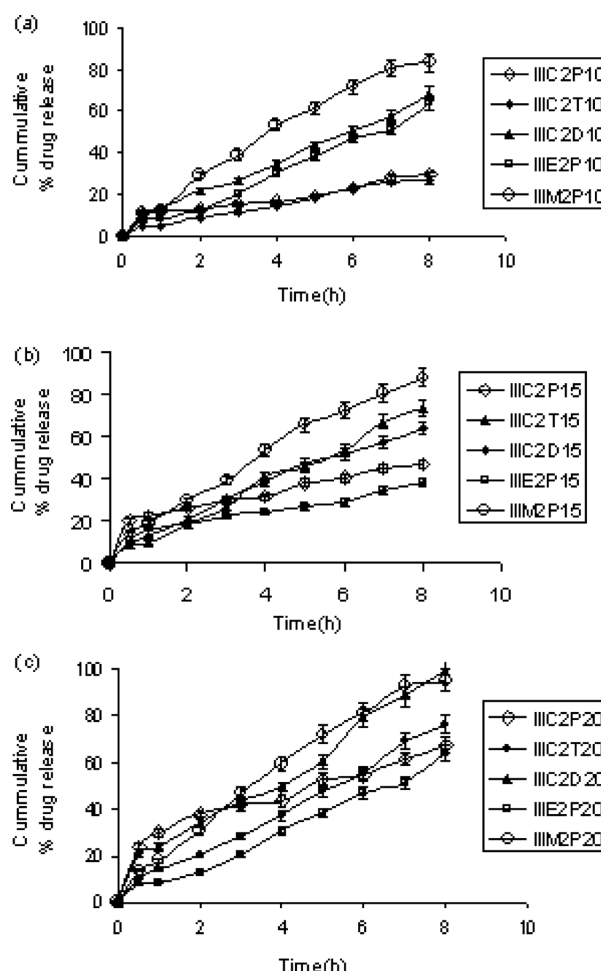 (a)
Cummulative
% drug release
100
80
60
40
20
0
0 2 4 6 8 10
Time(h)
IIIC2P10
IIIC2T10
IIIC2D10
IIIE2P10
IIIM2P10
(b)
Cummulative
% drug release
100
80
60
40
20
0
0 2 4 6 8 10
Time(h)
IIIC2P15
IIIC2T15
IIIC2D15
IIIE2P15
IIIM2P15
(c)
Cummulative
% drug release
100
80
60
40
20
0
0 2 4 6 8 10
Time(h)
IIIC2P20
IIIC2T20
IIIC2D20
IIIE2P20
IIIM2P20